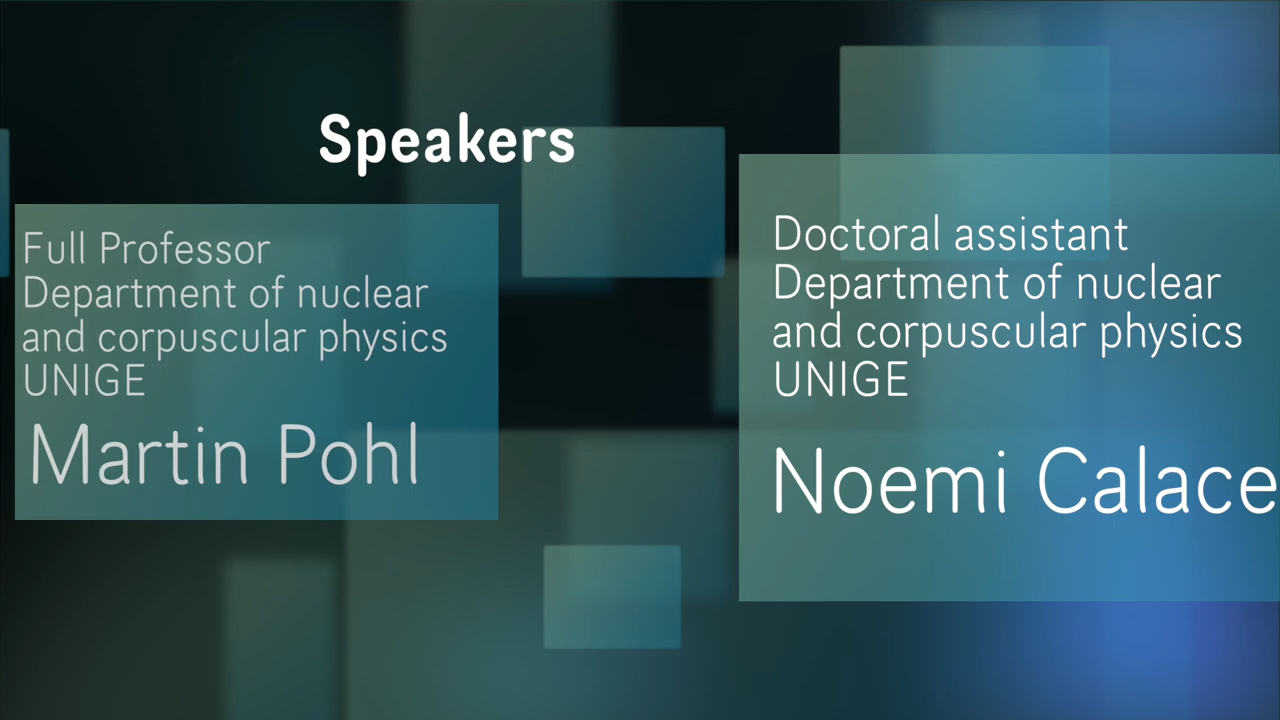 Speakers
Full Professor
Department of nuclear
and corpuscular physics
UNIGE
Martin Pohl
Doctoral assistant
Department of nuclear
and corpuscular physics
UNIGE
Noemi Calace